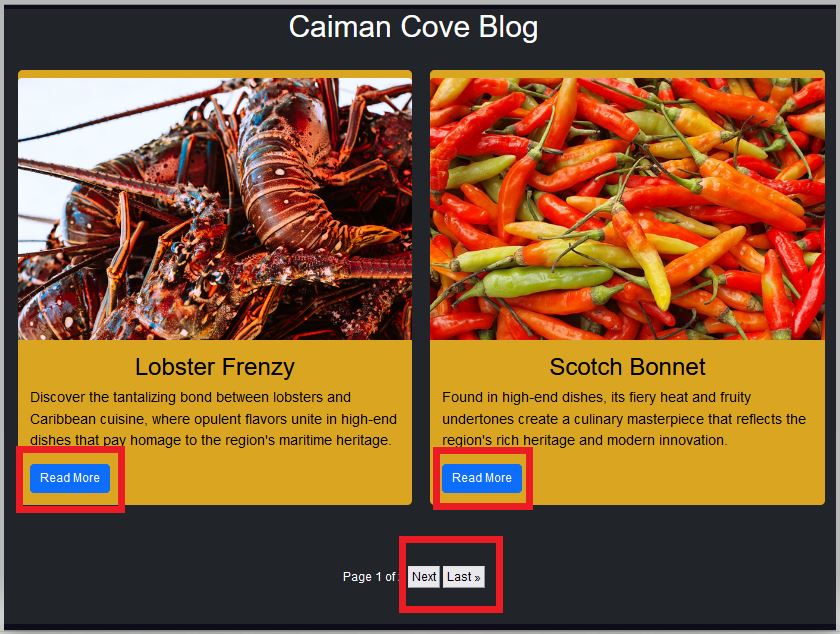 Caiman Cove Blog
Lobster Frenzy
Discover the tantalizing bond between lobsters and
Caribbean cuisine, where opulent flavors unite in high-end
dishes that pay homage to the region's maritime heritage.
Read More
Scotch Bonnet
Found in high-end dishes, its fiery heat and fruity
undertones create a culinary masterpiece that reflects the
region's rich heritage and modern innovation.
Read More
Page 1 of Next Last »